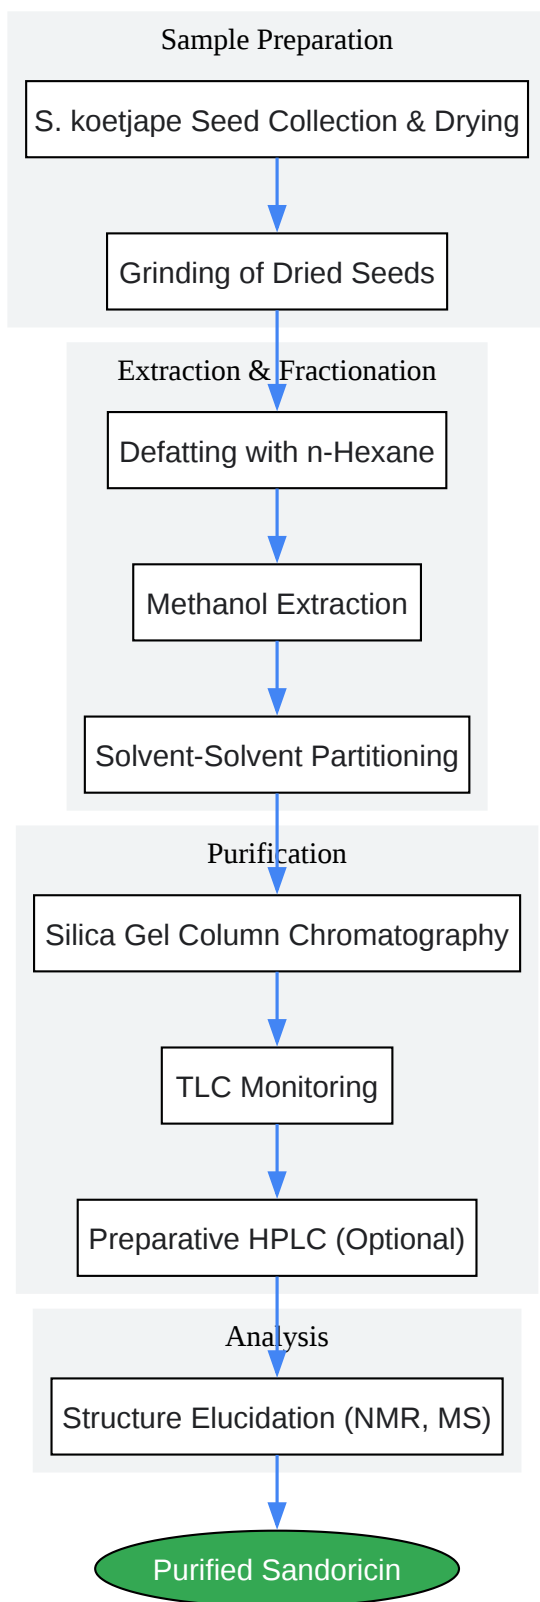 Sample Preparation
S. koetjape Seed Collection & Drying
Grinding of Dried Seeds
Extraction & Fractionation
Defatting with n-Hexane
Methanol Extraction
Solvent-Solvent Partitioning
Purification
Silica Gel Column Chromatography
TLC Monitoring
Preparative HPLC (Optional)
Analysis
Structure Elucidation (NMR, MS)
Purified Sandoricin